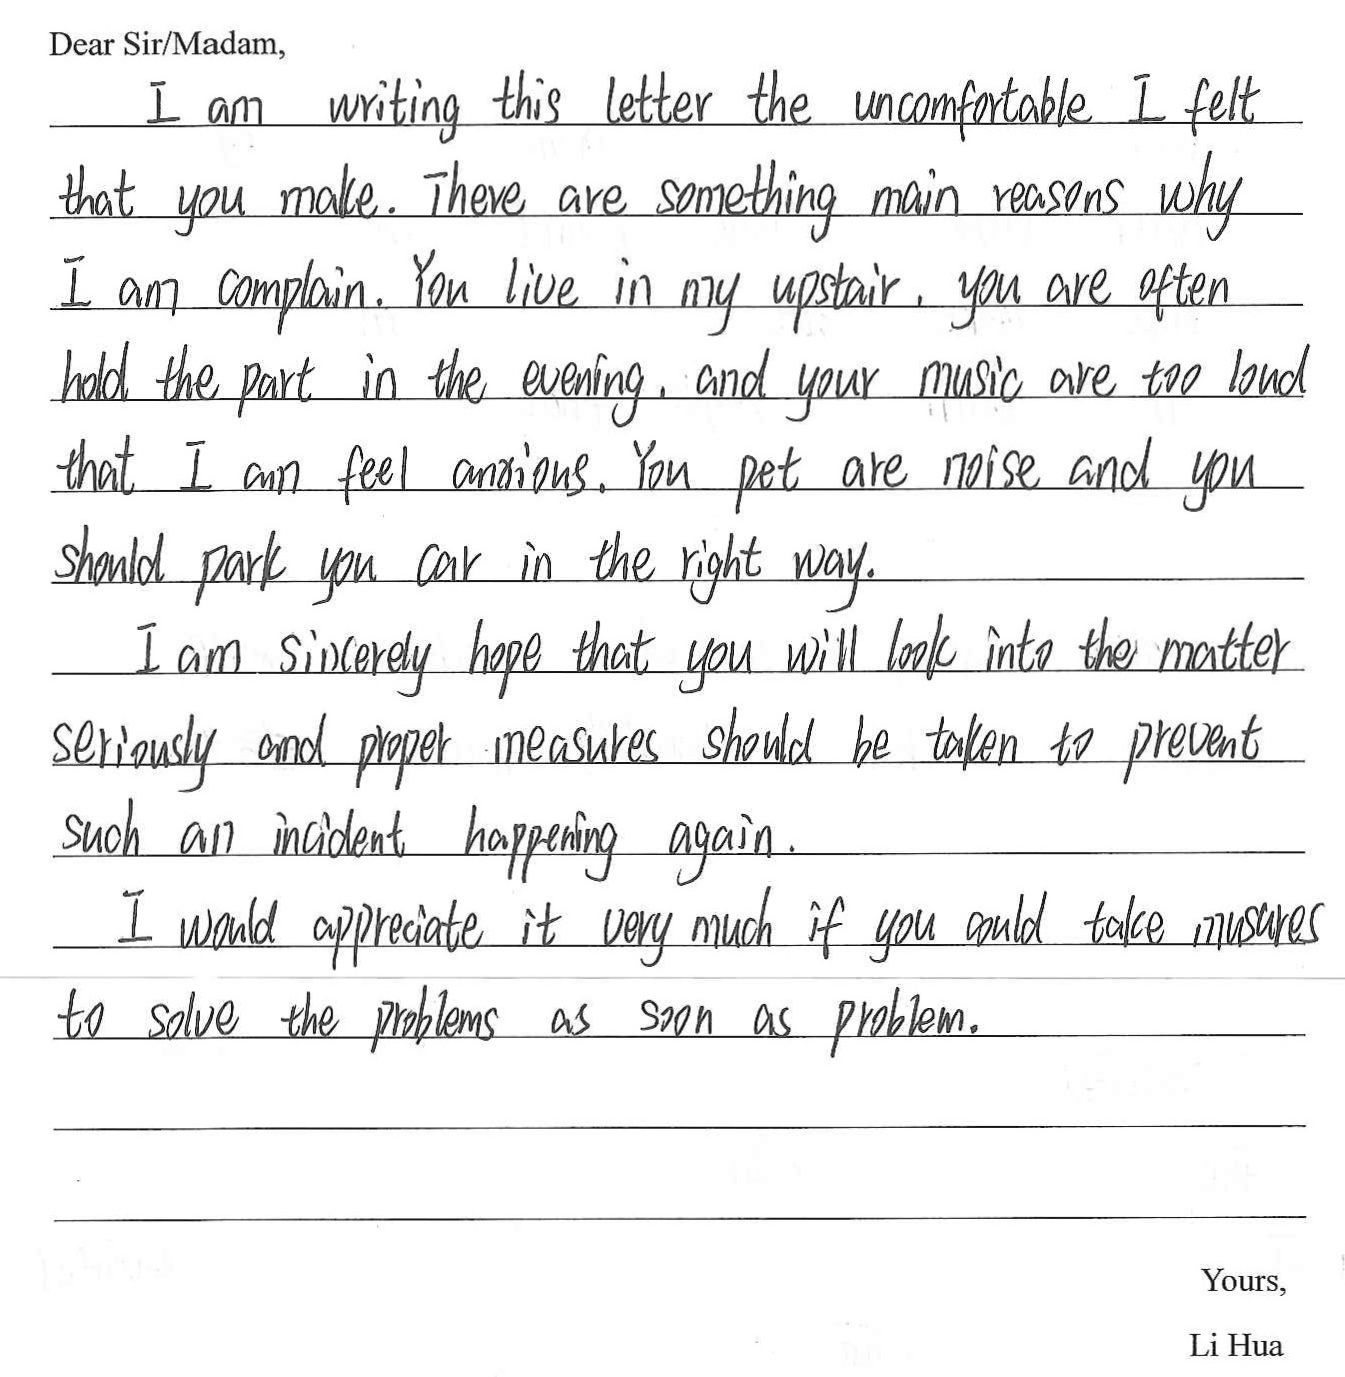 Dear Sir/Madam,
I am writing this letter the uncomfortable I felt
that you make. There are something main reasons why
I am complain. You live in my upstair, you are often
hold the part in the evening, and your music are too loud
that I am feel anxious. You pet are noise and you
should park you car in the right way.
I am sincerely hope that you will look into the matter
seriously and proper measures should be taken to prevent
such an incident happening again.
I would appreciate it very much if you could take musures
to solve the problems as soon as problem.
Yours,
Li Hua